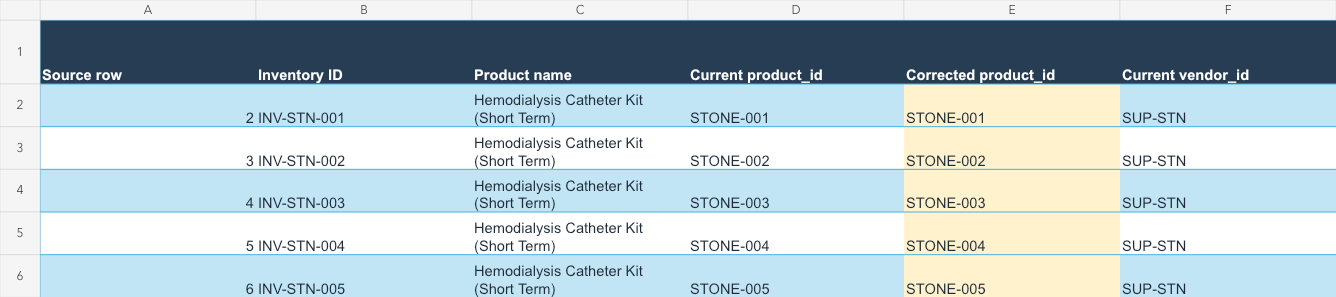 A B C D E F
1 Source row Inventory ID Product name Current product_id Corrected product_id Current vendor_id
2 2 INV-STN-001 Hemodialysis Catheter Kit
(Short Term) STONE-001 STONE-001 SUP-STN
3 3 INV-STN-002 Hemodialysis Catheter Kit
(Short Term) STONE-002 STONE-002 SUP-STN
4 4 INV-STN-003 Hemodialysis Catheter Kit
(Short Term) STONE-003 STONE-003 SUP-STN
5 5 INV-STN-004 Hemodialysis Catheter Kit
(Short Term) STONE-004 STONE-004 SUP-STN
6 6 INV-STN-005 Hemodialysis Catheter Kit
(Short Term) STONE-005 STONE-005 SUP-STN